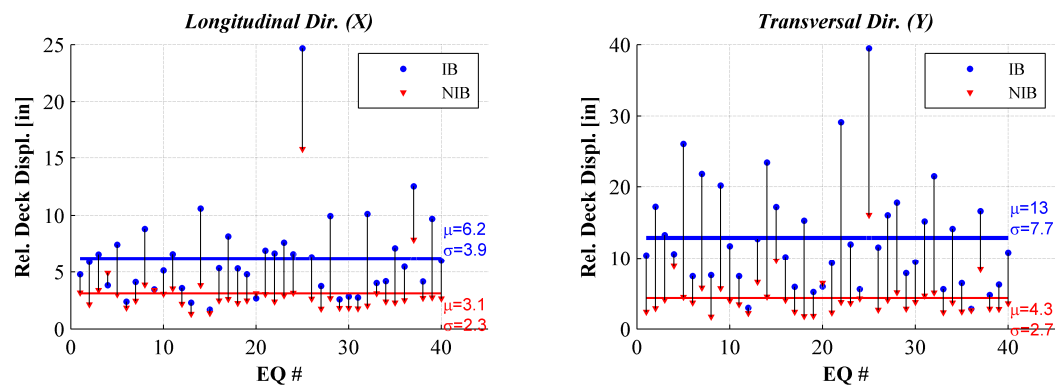 Longitudinal Dir. (X)
Rel. Deck Displ. [in]
25
20
15
10
5
0
IB
NIB
μ=6.2
σ=3.9
μ=3.1
σ=2.3
0
10
20
30
40
EQ #
Transversal Dir. (Y)
Rel. Deck Displ. [in]
40
30
20
10
0
IB
NIB
μ=13
σ=7.7
μ=4.3
σ=2.7
0
10
20
30
40
EQ #